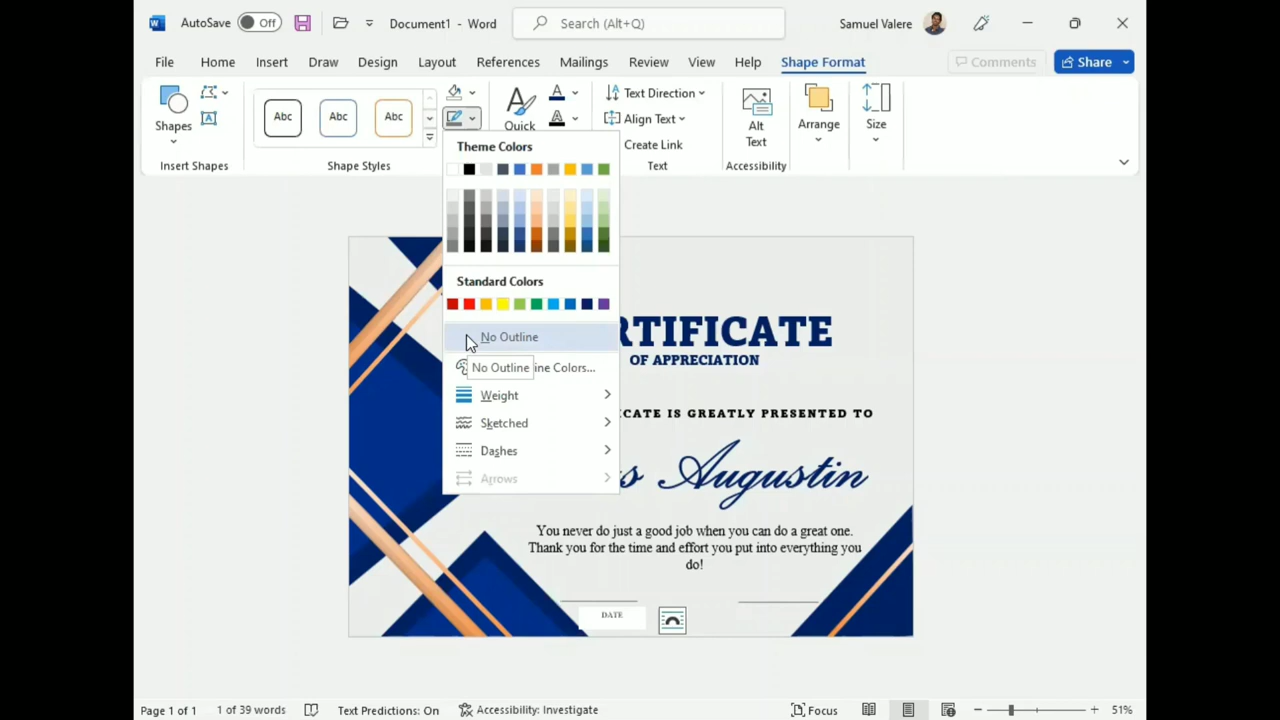 AutoSave Off Document1 - Word Search (Alt+Q) Samuel Valere
File Home Insert Draw Design Layout References Mailings Review View Help Shape Format Comments Share
Abc Abc Abc
Shapes Quick Text Direction Align Text Create Link Alt Text Arrange Size
Insert Shapes Shape Styles Text Accessibility
Theme Colors
Standard Colors
No Outline
No Outline ine Colors...
Weight
Sketched
Dashes
Arrows
RTIFICATE
OF APPRECIATION
ICATE IS GREATLY PRESENTED TO
s Augustin
You never do just a good job when you can do a great one.
Thank you for the time and effort you put into everything you
do!
DATE
Page 1 of 1 1 of 39 words Text Predictions: On Accessibility: Investigate Focus 51%